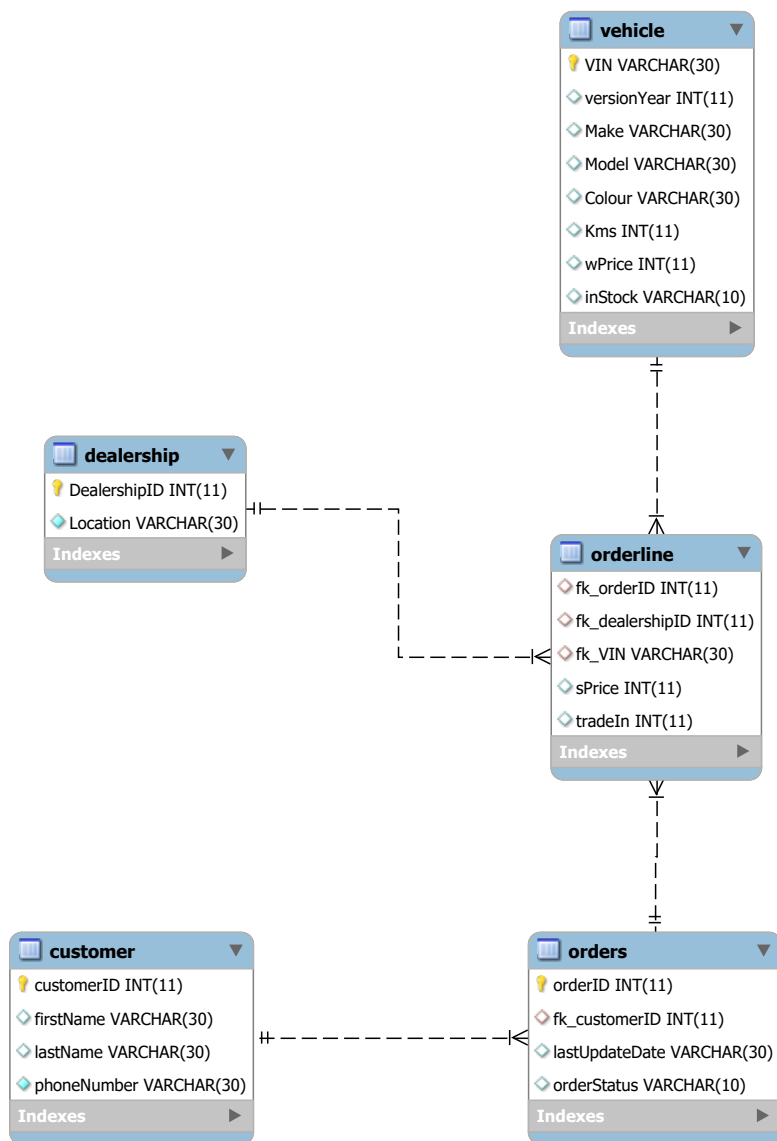 vehicle
VIN VARCHAR(30)
versionYear INT(11)
Make VARCHAR(30)
Model VARCHAR(30)
Colour VARCHAR(30)
Kms INT(11)
wPrice INT(11)
inStock VARCHAR(10)
Indexes
dealership
DealershipID INT(11)
Location VARCHAR(30)
Indexes
orderline
fk_orderID INT(11)
fk_dealershipID INT(11)
fk_VIN VARCHAR(30)
sPrice INT(11)
tradeIn INT(11)
Indexes
customer
customerID INT(11)
firstName VARCHAR(30)
lastName VARCHAR(30)
phoneNumber VARCHAR(30)
Indexes
orders
orderID INT(11)
fk_customerID INT(11)
lastUpdateDate VARCHAR(30)
orderStatus VARCHAR(10)
Indexes